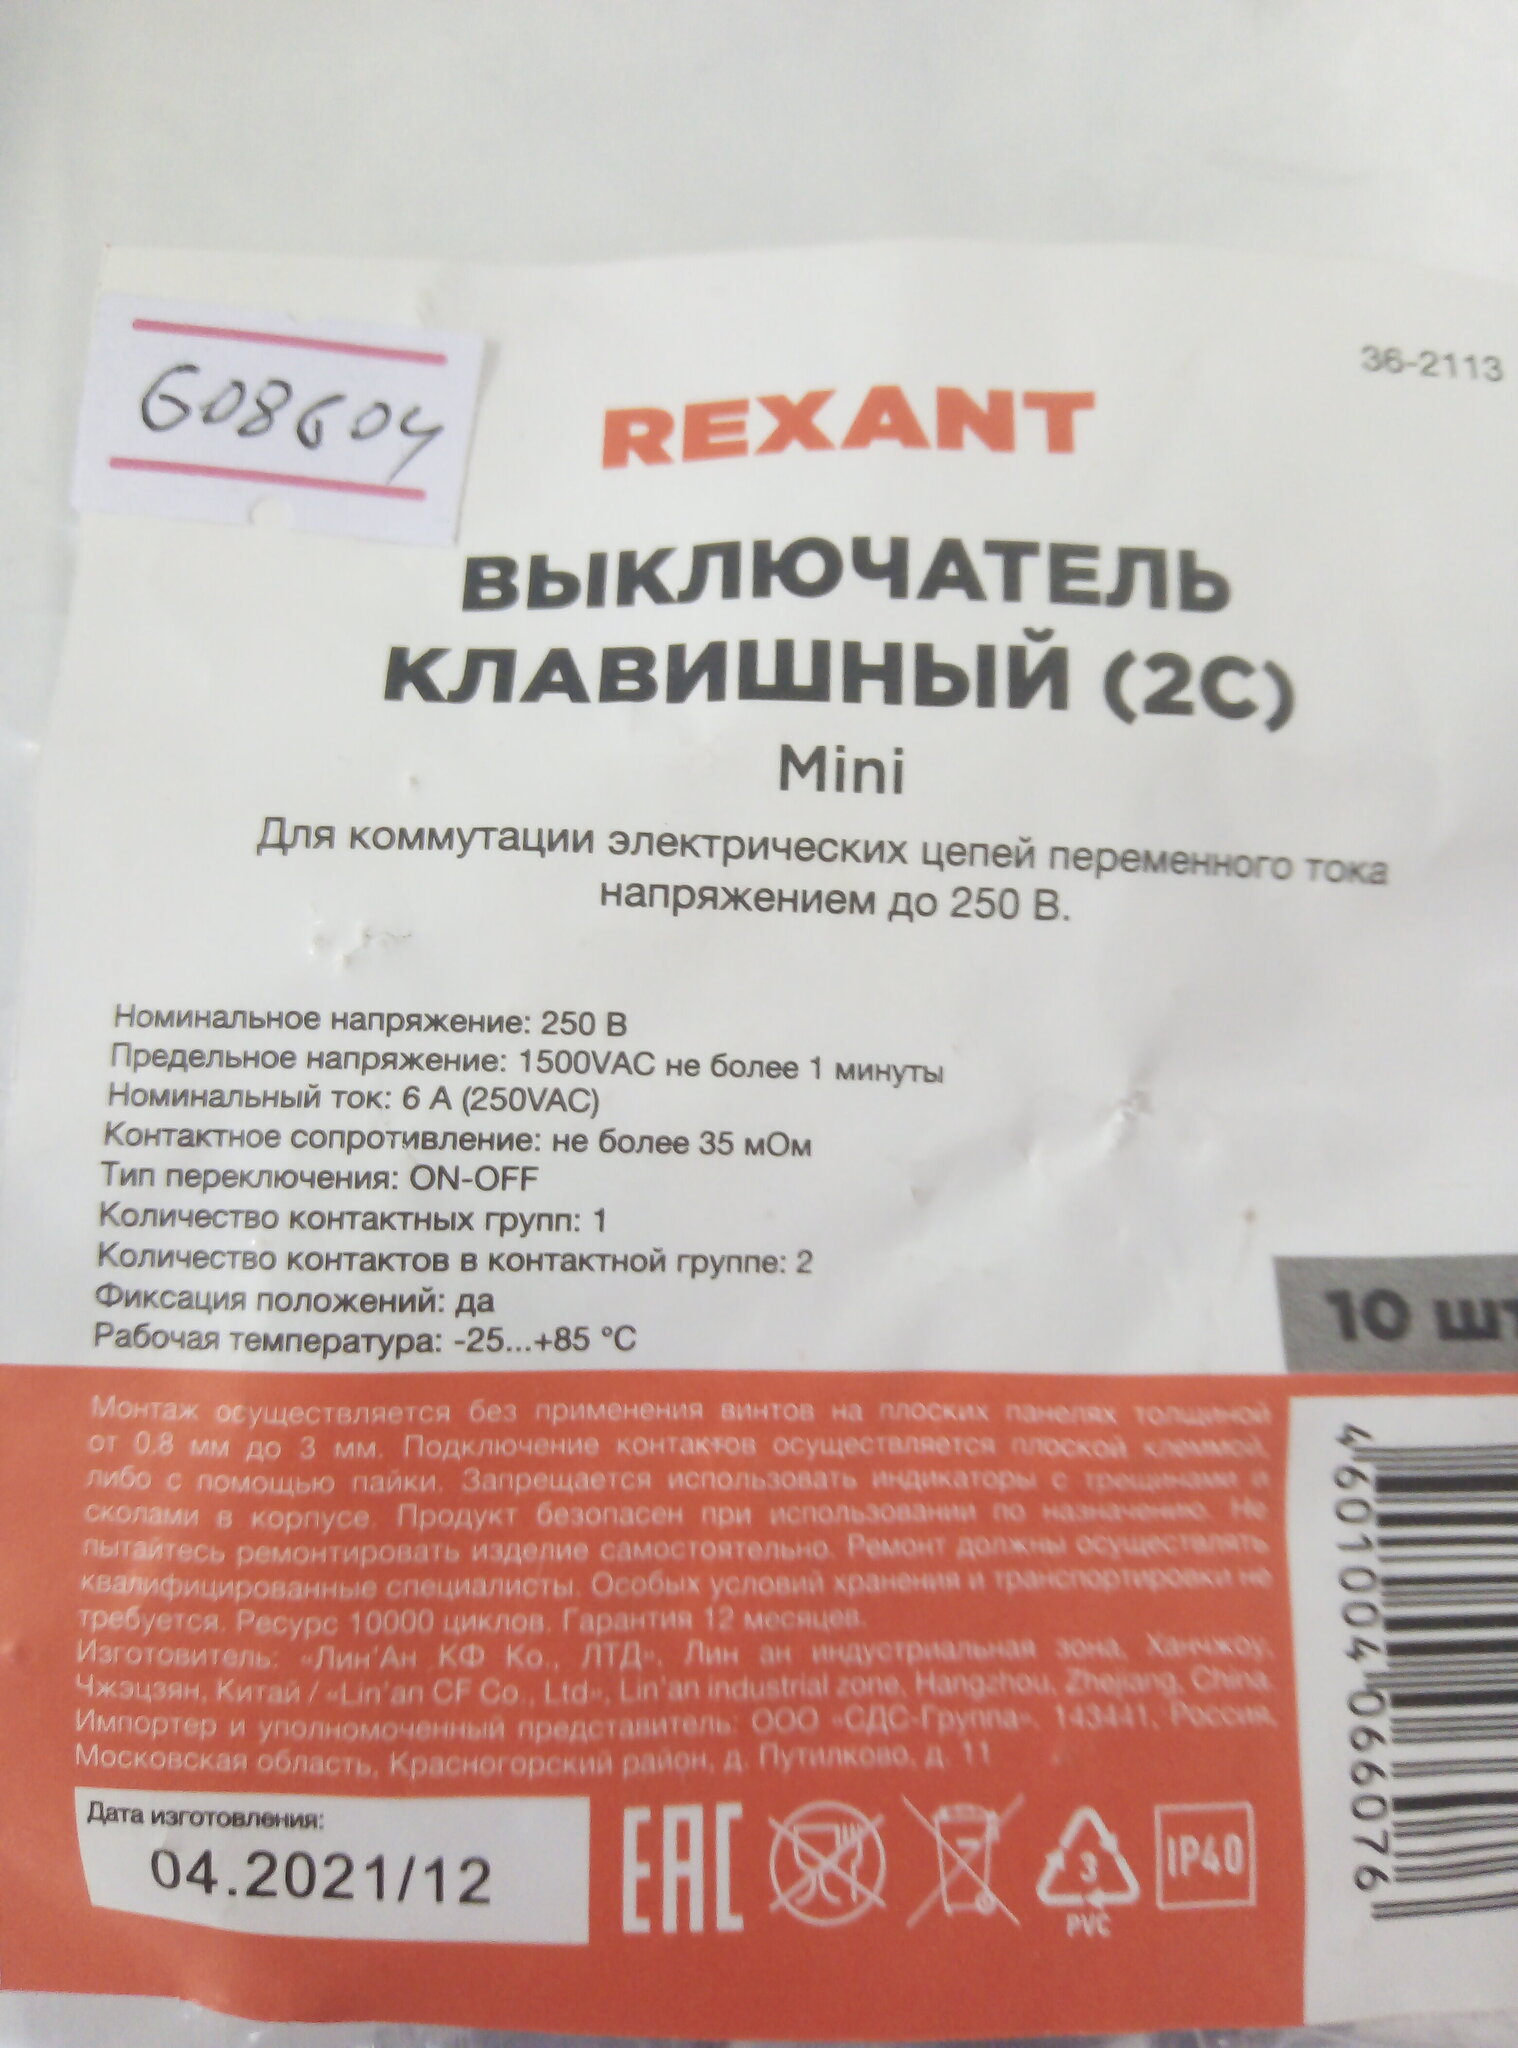 608604
36-2113
REXANT
ВЫКЛЮЧАТЕЛЬ
КЛАВИШНЫЙ (2С)
Mini
Для коммутации электрических цепей переменного тока
напряжением до 250 В.
Номинальное напряжение: 250 В
Предельное напряжение: 1500VAC не более 1 минуты
Номинальный ток: 6 А (250VAC)
Контактное сопротивление: не более 35 мОм
Тип переключения: ON-OFF
Количество контактных групп: 1
Количество контактов в контактной группе: 2
Фиксация положений: да
Рабочая температура: -25...+85 °C
10 шт
Монтаж осуществляется без применения винтов на плоских панелях толщиной
от 0,8 мм до 3 мм. Подключение контактов осуществляется плоской клеммой,
либо с помощью пайки. Запрещается использовать индикаторы с трещинами и
сколами в корпусе. Продукт безопасен при использовании по назначению. Не
пытайтесь ремонтировать изделие самостоятельно. Ремонт должны осуществлять
квалифицированные специалисты. Особых условий хранения и транспортировки не
требуется. Ресурс 10000 циклов. Гарантия 12 месяцев.
Изготовитель: «Лин'Ан КФ Ко., ЛТД», Лин ан индустриальная зона, Ханчжоу,
Чжэцзян, Китай / «Lin'an CF Co., Ltd», Lin'an industrial zone, Hangzhou, Zhejiang, China.
Импортер и уполномоченный представитель: ООО «СДС-Группа», 143441, Россия,
Московская область, Красногорский район, д. Путилково, д. 11
4601004066076
Дата изготовления:
04.2021/12
EAC
3
PVC
IP40